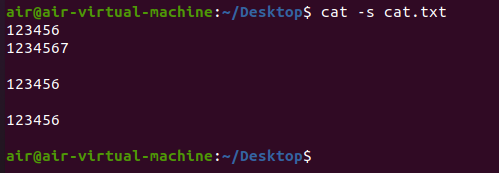 air@air-virtual-machine:~/Desktop$ cat -s cat.txt
123456
1234567
123456
123456
air@air-virtual-machine:~/Desktop$